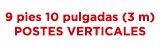 9 pies 10 pulgadas (3 m)
POSTES VERTICALES